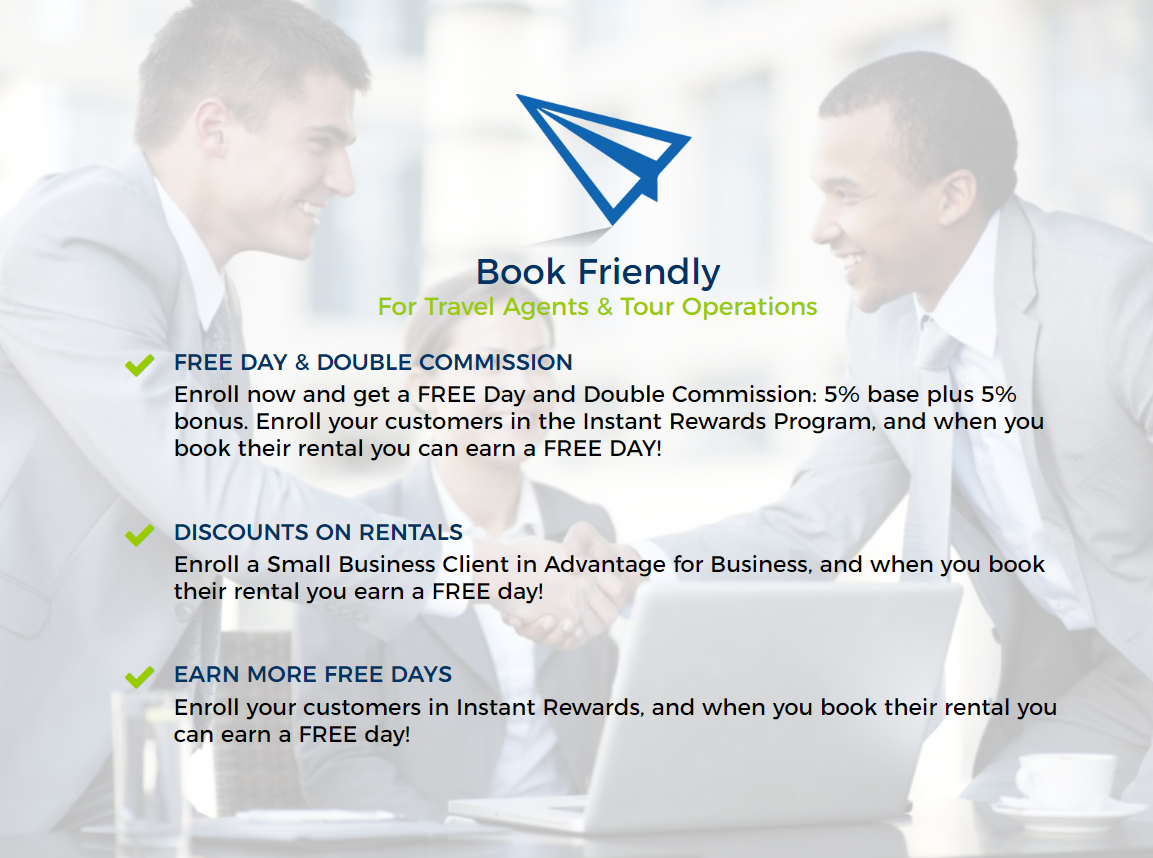 Book Friendly
For Travel Agents & Tour Operations
FREE DAY & DOUBLE COMMISSION
Enroll now and get a FREE Day and Double Commission: 5% base plus 5%
bonus. Enroll your customers in the Instant Rewards Program, and when you
book their rental you can earn a FREE DAY!
DISCOUNTS ON RENTALS
Enroll a Small Business Client in Advantage for Business, and when you book
their rental you earn a FREE day!
EARN MORE FREE DAYS
Enroll your customers in Instant Rewards, and when you book their rental you
can earn a FREE day!